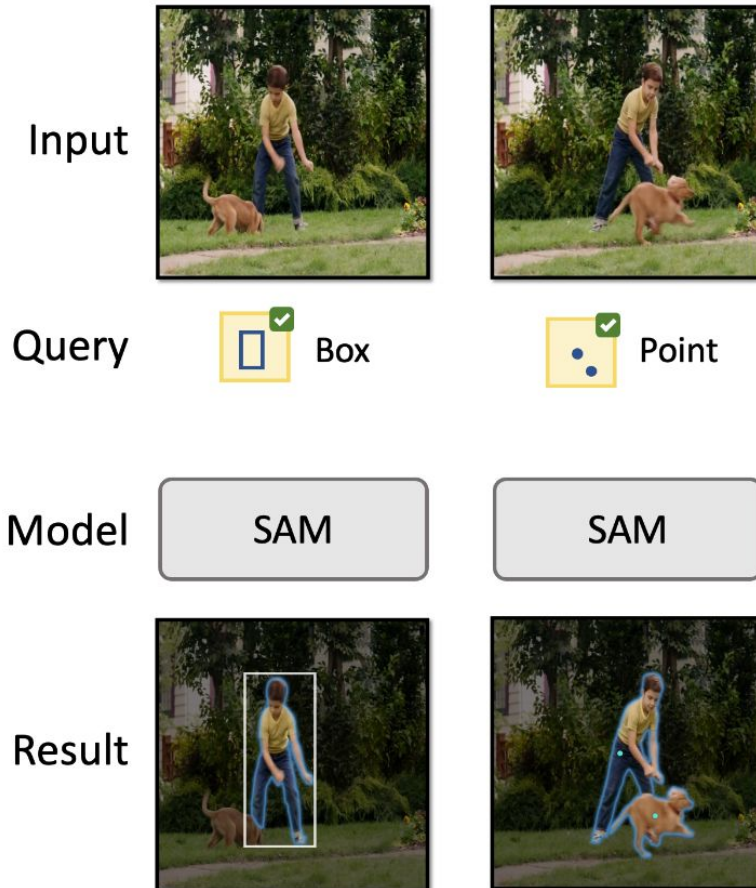 Input
Query
Box
Point
Model
SAM
SAM
Result